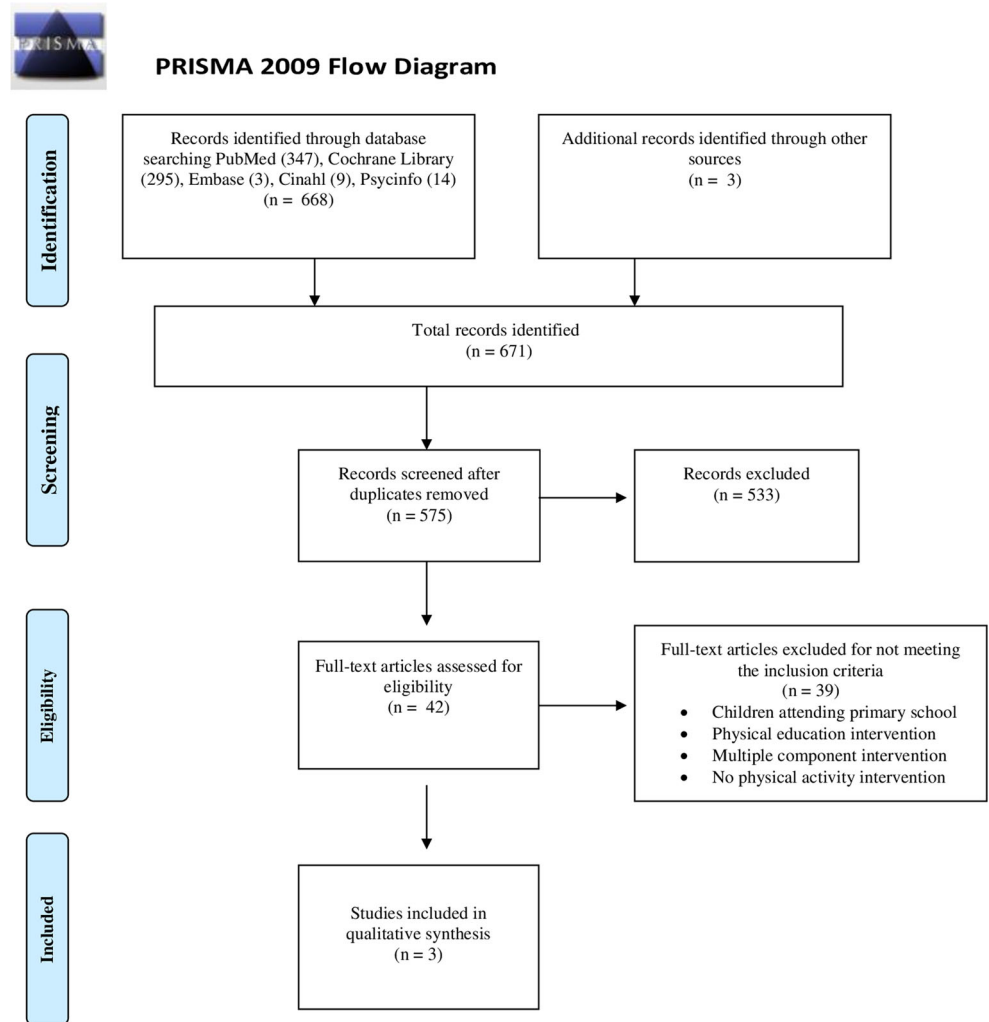 PRISMA
PRISMA 2009 Flow Diagram
Identification
Records identified through database
searching PubMed (347), Cochrane Library
(295), Embase (3), Cinahl (9), Psycinfo (14)
(n = 668)
Additional records identified through other
sources
(n = 3)
Total records identified
(n = 671)
Screening
Records screened after
duplicates removed
(n = 575)
Records excluded
(n = 533)
Eligibility
Full-text articles assessed for
eligibility
(n = 42)
Full-text articles excluded for not meeting
the inclusion criteria
(n = 39)
• Children attending primary school
• Physical education intervention
• Multiple component intervention
• No physical activity intervention
Included
Studies included in
qualitative synthesis
(n = 3)